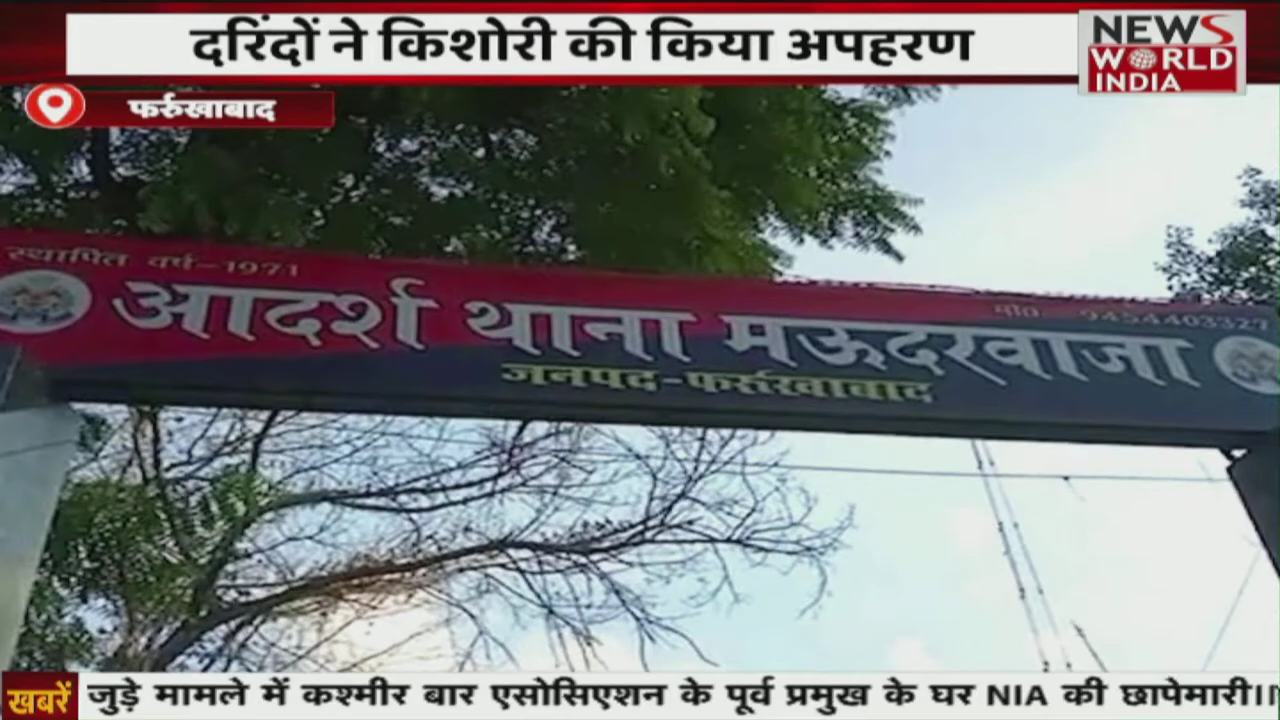 दरिंदों ने किशोरी की किया अपहरण
NEWS
WORLD
INDIA
फर्रुखाबाद
स्थापित वर्ष-1971
मो0 9454403327
आदर्श थाना मऊदरवाजा
जनपद-फर्रुखाबाद
खबरें
जुड़े मामले में कश्मीर बार एसोसिएशन के पूर्व प्रमुख के घर NIA की छापेमारी।